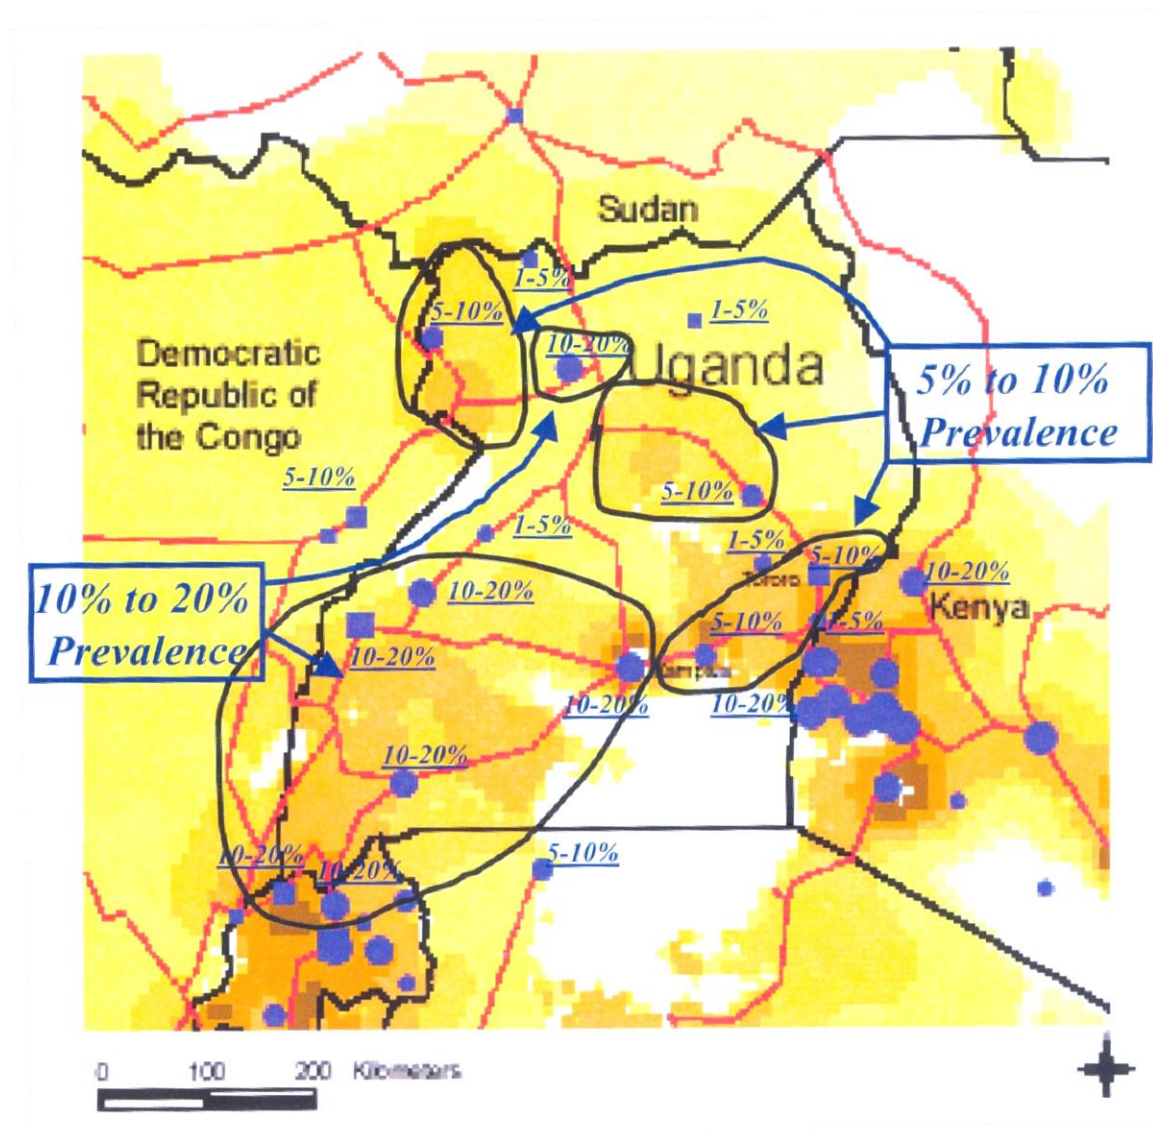 Sudan
1-5%
5-10%
1-5%
10-20%
Uganda
Democratic
Republic of
the Congo
5% to 10%
Prevalence
5-10%
5-10%
1-5%
1-5%
5-10%
10% to 20%
Prevalence
10-20%
10-20%
Tororo
Kenya
5-10%
1-5%
10-20%
Kampala
10-20%
10-20%
10-20%
10-20%
10-20%
5-10%
0 100 200 Kilometers